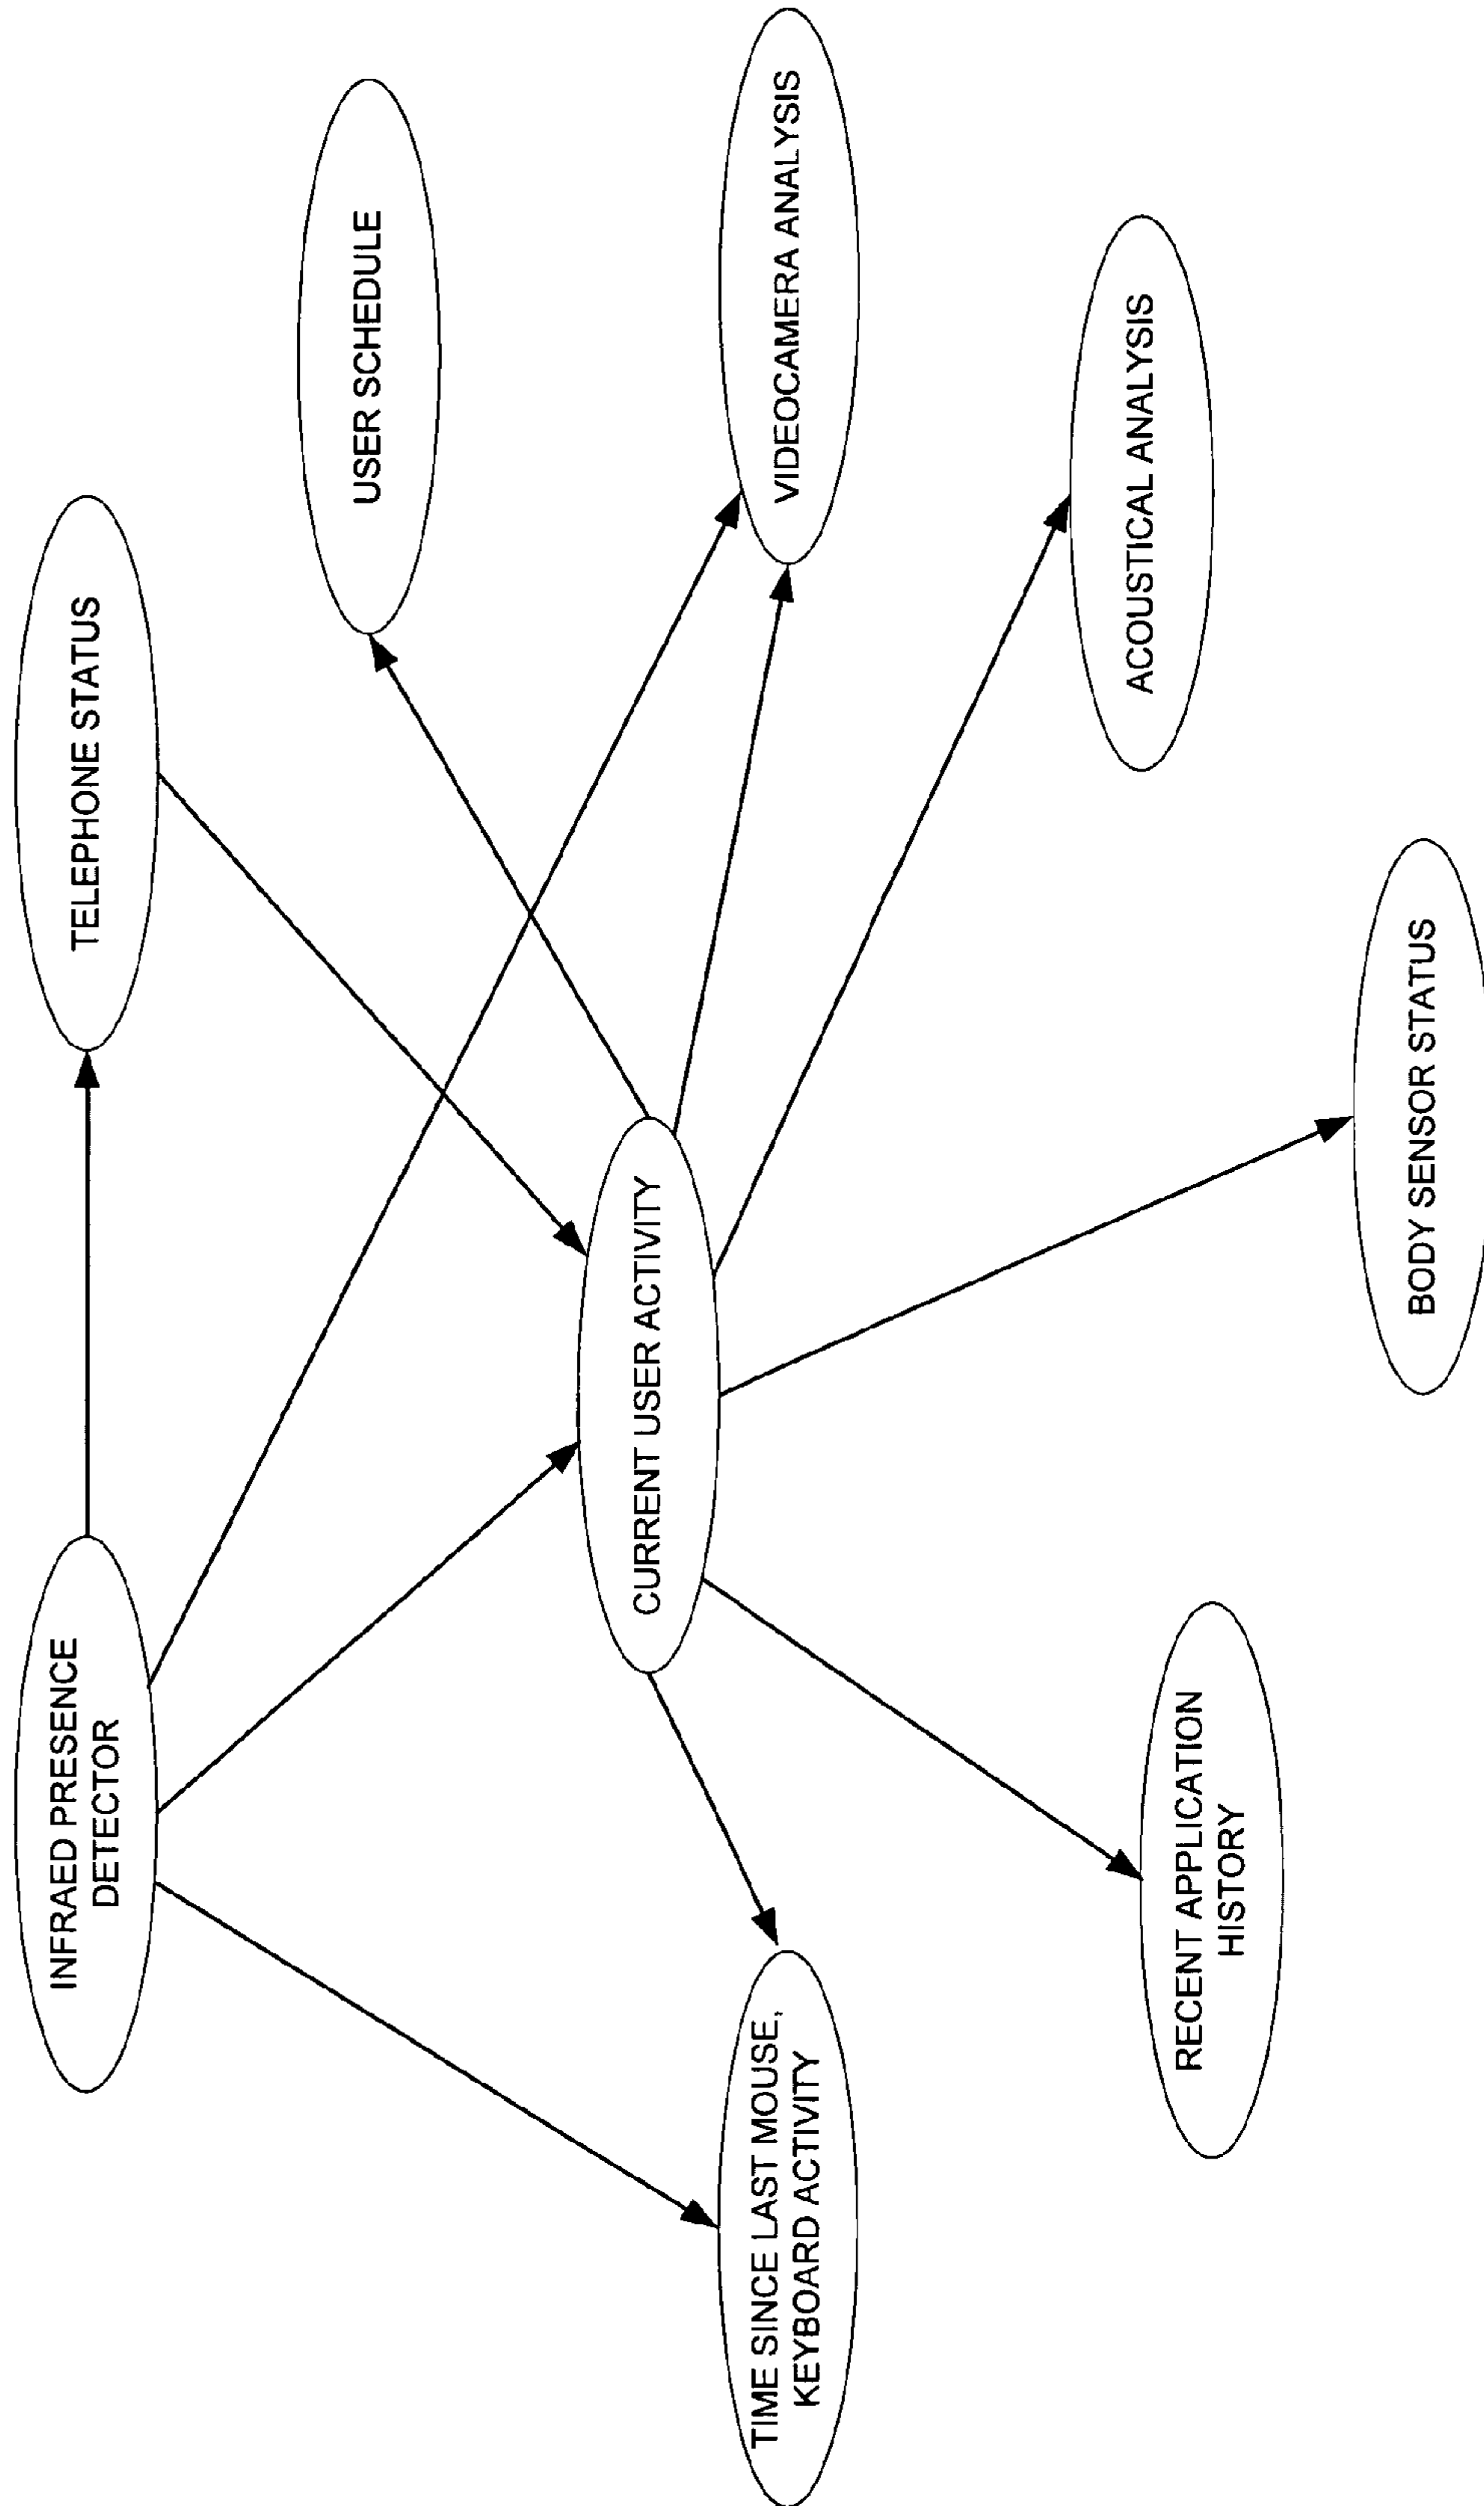 INFRAED PRESENCE
DETECTOR
TELEPHONE STATUS
USER SCHEDULE
CURRENT USER ACTIVITY
TIME SINCE LAST MOUSE,
KEYBOARD ACTIVITY
VIDEOCAMERA ANALYSIS
ACOUSTICAL ANALYSIS
RECENT APPLICATION
HISTORY
BODY SENSOR STATUS